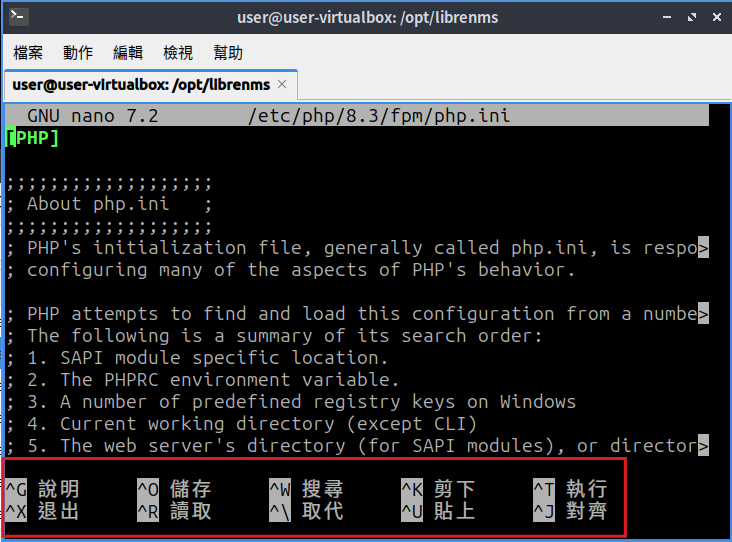 user@user-virtualbox: /opt/librenms
檔案 動作 編輯 檢視 幫助
user@user-virtualbox: /opt/librenms ×
GNU nano 7.2 /etc/php/8.3/fpm/php.ini
[PHP]
;;;;;;;;;;;;;;;;;;;
; About php.ini   ;
;;;;;;;;;;;;;;;;;;;
; PHP's initialization file, generally called php.ini, is respo>
; configuring many of the aspects of PHP's behavior.
; PHP attempts to find and load this configuration from a numbe>
; The following is a summary of its search order:
; 1. SAPI module specific location.
; 2. The PHPRC environment variable.
; 3. A number of predefined registry keys on Windows
; 4. Current working directory (except CLI)
; 5. The web server's directory (for SAPI modules), or director>
^G 說明 ^O 儲存 ^W 搜尋 ^K 剪下 ^T 執行
^X 退出 ^R 讀取 ^\ 取代 ^U 貼上 ^J 對齊